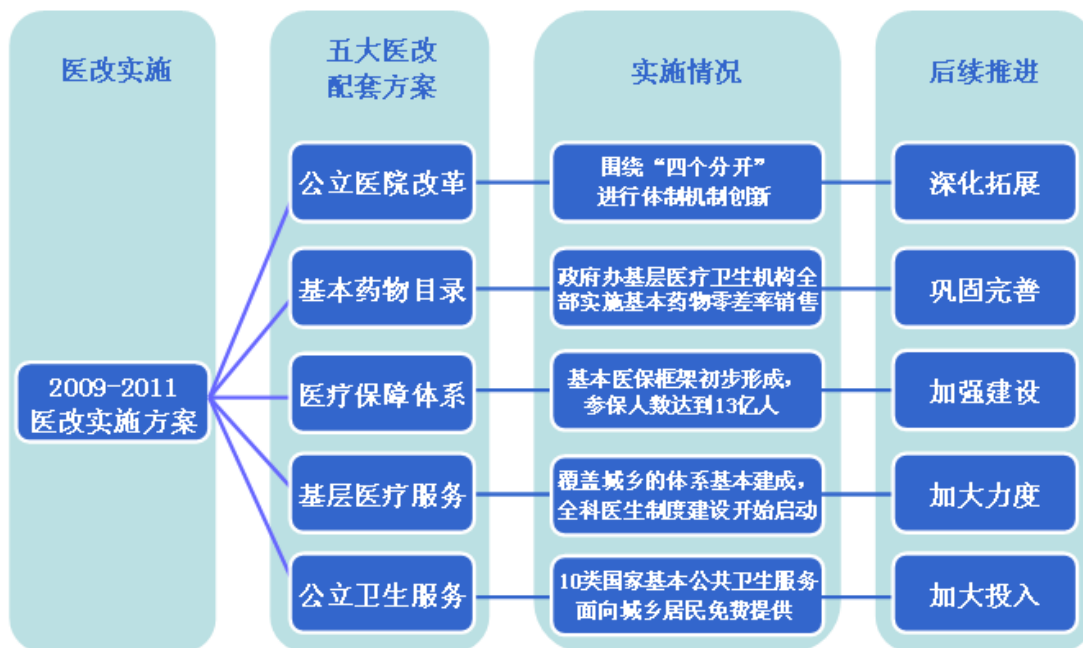 医改实施
五大医改
配套方案
实施情况
后续推进
2009-2011
医改实施方案
公立医院改革
围绕“四个分开”
进行体制机制创新
深化拓展
基本药物目录
政府办基层医疗卫生机构全
部实施基本药物零差率销售
巩固完善
医疗保障体系
基本医保框架初步形成，
参保人数达到13亿人
加强建设
基层医疗服务
覆盖城乡的体系基本建成，
全科医生制度建设开始启动
加大力度
公立卫生服务
10类国家基本公共卫生服务
面向城乡居民免费提供
加大投入